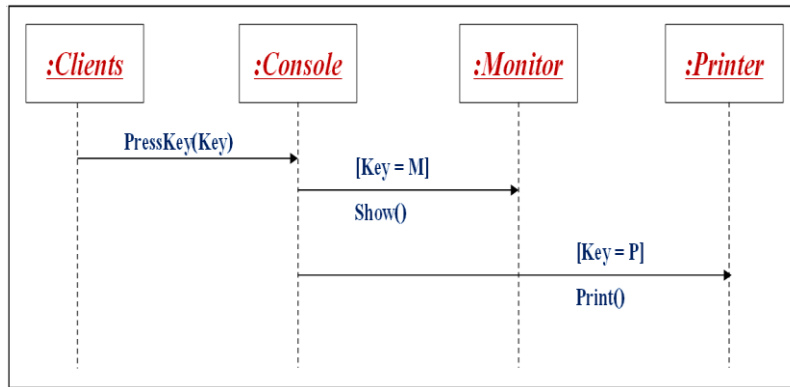 :Clients
:Console
:Monitor
:Printer
PressKey(Key)
[Key = M]
Show()
[Key = P]
Print()